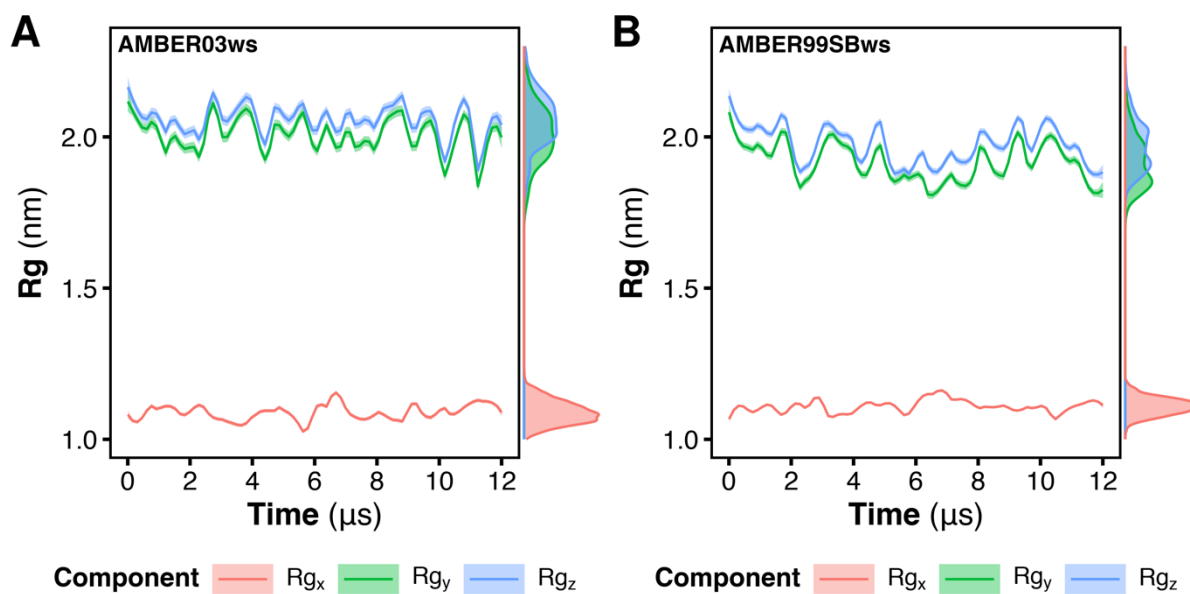 A
AMBER03ws
Rg (nm)
2.0
1.5
1.0
0 2 4 6 8 10 12
Time (μs)
Component Rgx Rgy Rgz
B
AMBER99SBws
Rg (nm)
2.0
1.5
1.0
0 2 4 6 8 10 12
Time (μs)
Component Rgx Rgy Rgz